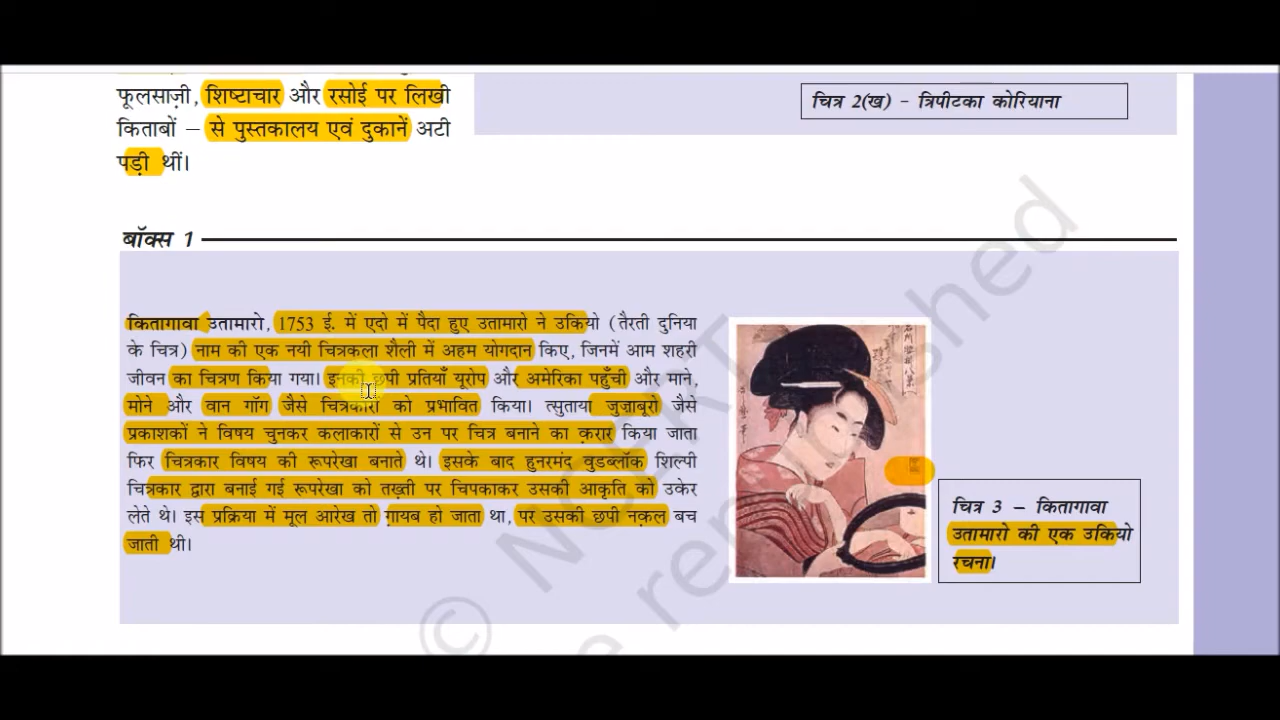 फूलसाज़ी, शिष्टाचार और रसोई पर लिखी
किताबों – से पुस्तकालय एवं दुकानें अटी
पड़ी थीं।
चित्र 2(ख) - त्रिपीटका कोरियाना
बॉक्स 1
कितागावा उतामारो, 1753 ई. में एदो में पैदा हुए उतामारो ने उकियो (तैरती दुनिया
के चित्र) नाम की एक नयी चित्रकला शैली में अहम योगदान किए, जिनमें आम शहरी
जीवन का चित्रण किया गया। इनकी छपी प्रतियाँ यूरोप और अमेरिका पहुँची और माने,
मोने और वान गॉग जैसे चित्रकारों को प्रभावित किया। त्सुताया जुज़ाबूरो जैसे
प्रकाशकों ने विषय चुनकर कलाकारों से उन पर चित्र बनाने का क़रार किया जाता
फिर चित्रकार विषय की रूपरेखा बनाते थे। इसके बाद हुनरमंद वुडब्लॉक शिल्पी
चित्रकार द्वारा बनाई गई रूपरेखा को तख़्ती पर चिपकाकर उसकी आकृति को उकेर
लेते थे। इस प्रक्रिया में मूल आरेख तो ग़ायब हो जाता था, पर उसकी छपी नक़ल बच
जाती थी।
चित्र 3 – कितागावा
उतामारो की एक उकियो
रचना।